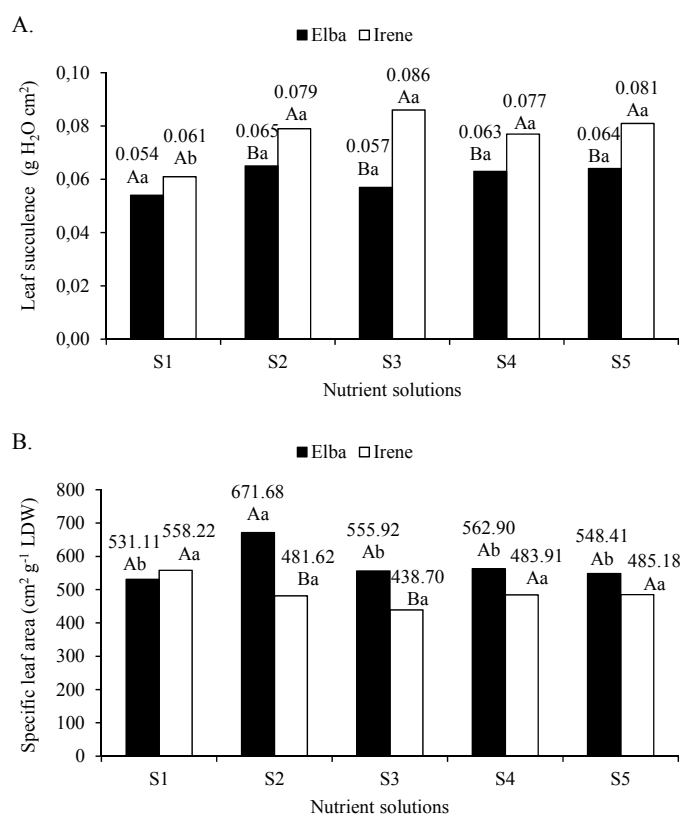 A.
Elba Irene
Leaf succulence (g H₂O cm²)
0,10
0,08
0,06
0,04
0,02
0,00
0.054
Aa
0.061
Ab
0.065
Ba
0.079
Aa
0.057
Ba
0.086
Aa
0.063
Ba
0.077
Aa
0.064
Ba
0.081
Aa
S1 S2 S3 S4 S5
Nutrient solutions
B.
Elba Irene
Specific leaf area (cm² g⁻¹ LDW)
800
700
600
500
400
300
200
100
0
531.11
Ab
558.22
Aa
671.68
Aa
481.62
Ba
555.92
Ab
438.70
Ba
562.90
Ab
483.91
Aa
548.41
Ab
485.18
Aa
S1 S2 S3 S4 S5
Nutrient solutions